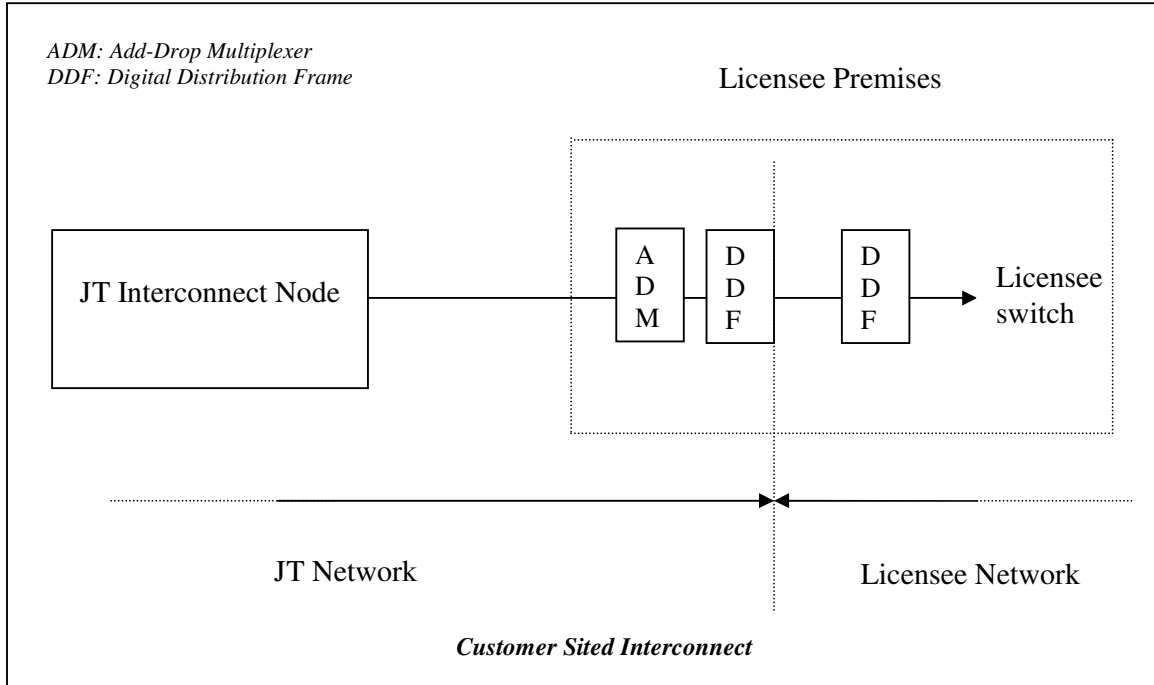 ADM: Add-Drop Multiplexer
DDF: Digital Distribution Frame
Licensee Premises
JT Interconnect Node
A
D
M
D
D
F
D
D
F
Licensee
switch
JT Network
Licensee Network
Customer Sited Interconnect